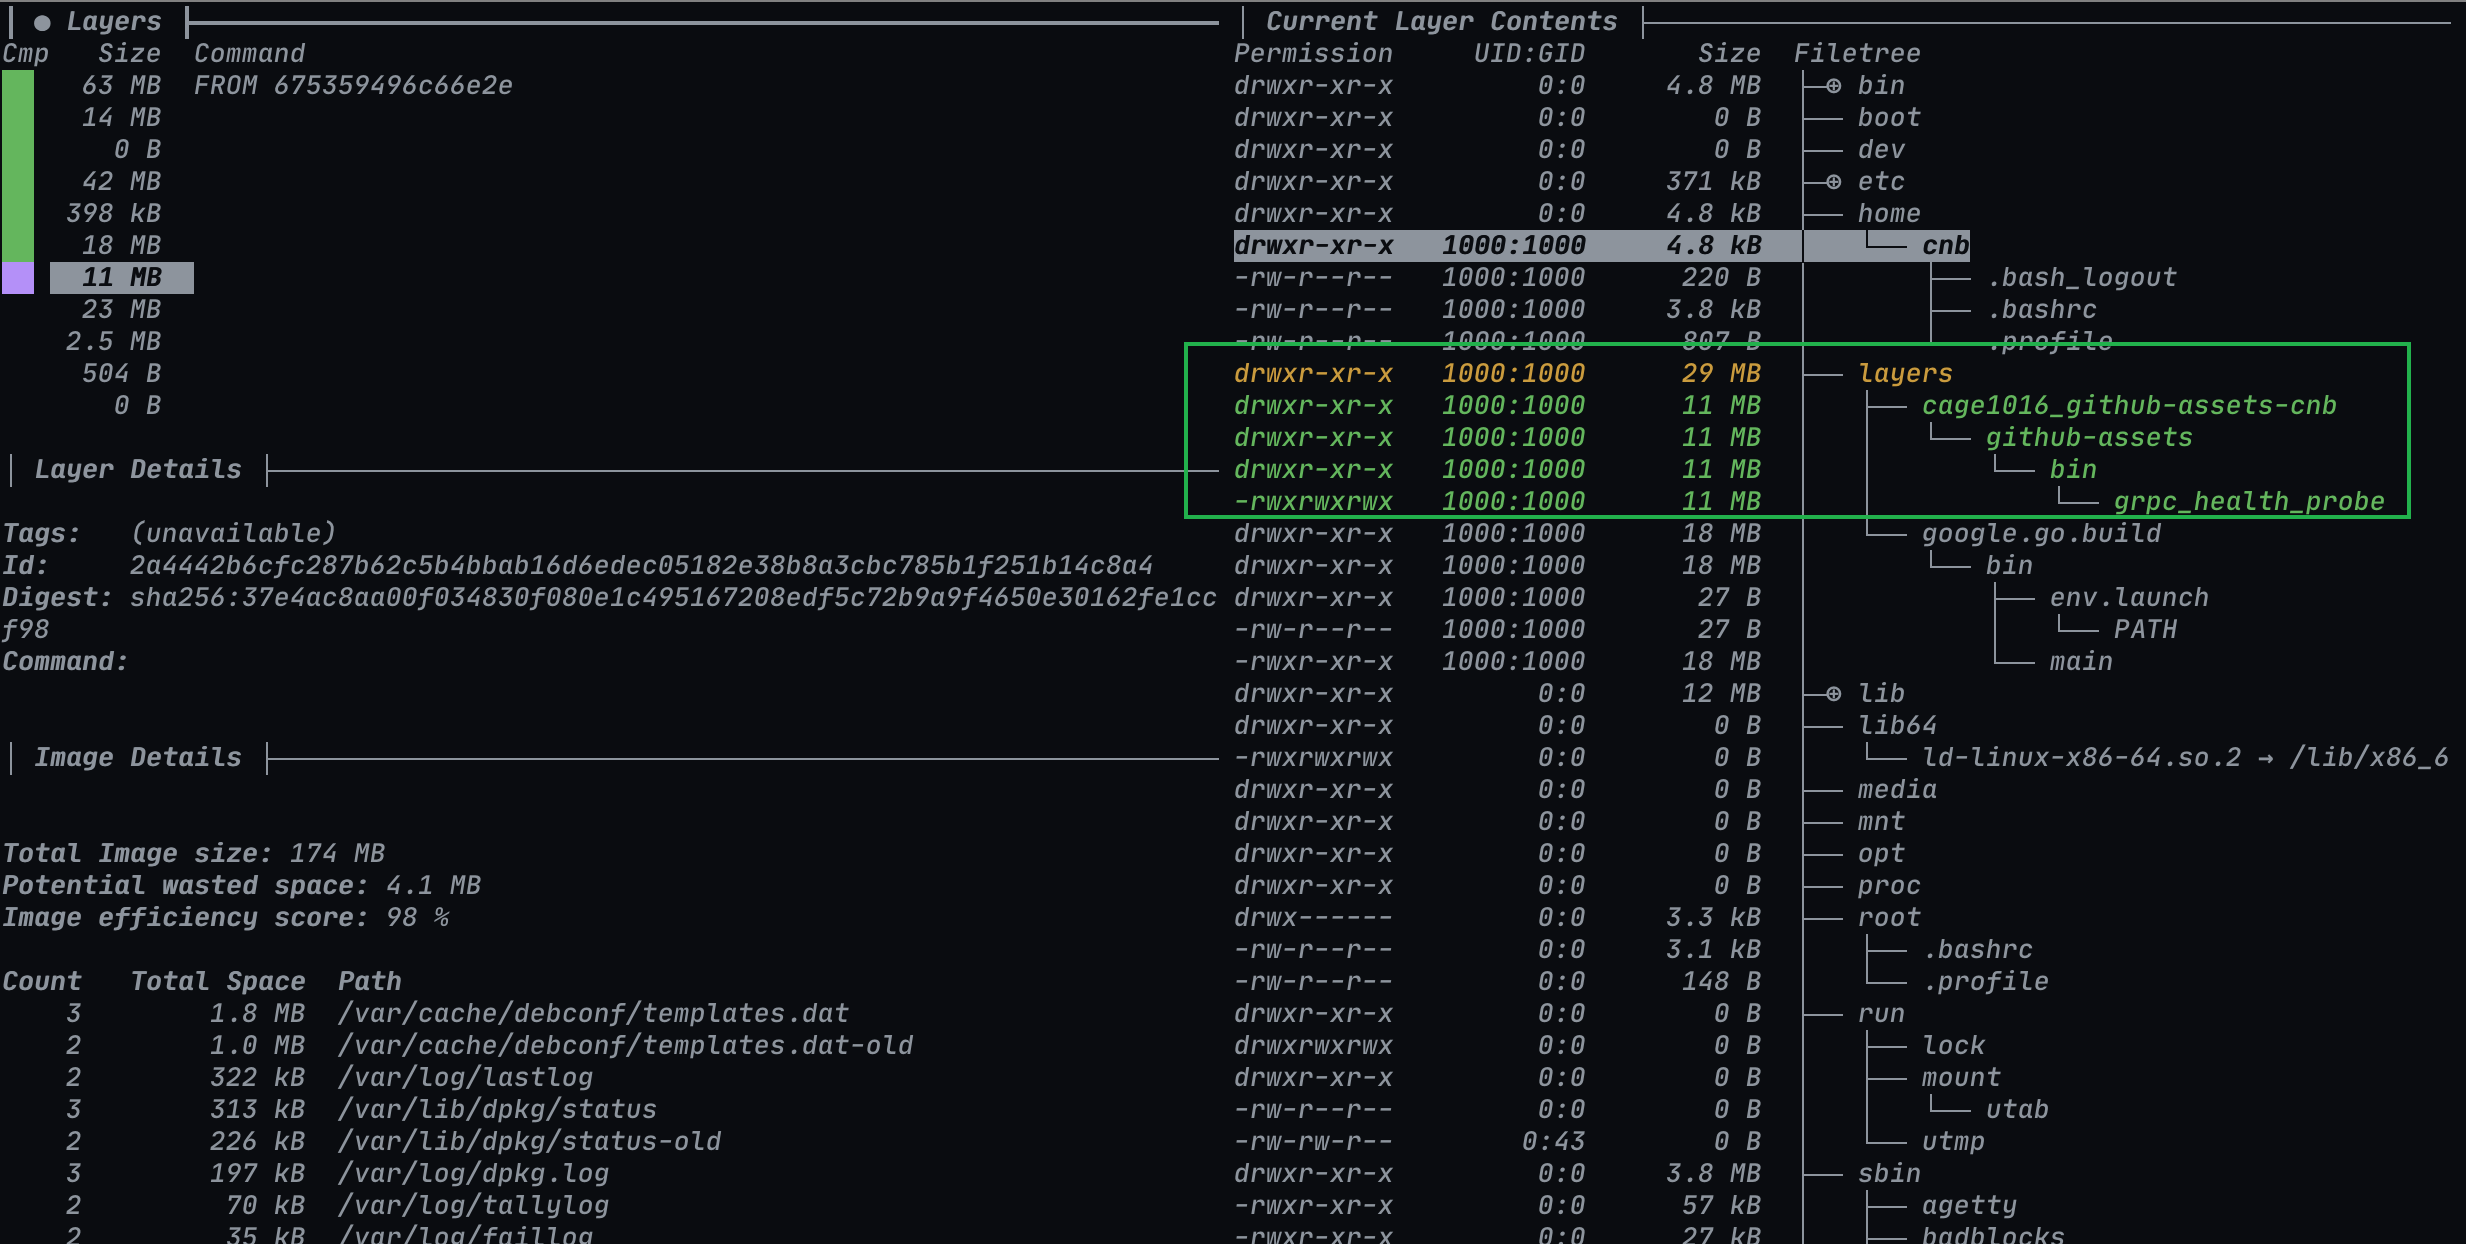 ● Layers
Cmp Size Command
63 MB FROM 675359496c66e2e
14 MB
0 B
42 MB
398 kB
18 MB
11 MB
23 MB
2.5 MB
504 B
0 B
Layer Details
Tags: (unavailable)
Id: 2a4442b6cfc287b62c5b4bbab16d6edec05182e38b8a3cbc785b1f251b14c8a4
Digest: sha256:37e4ac8aa00f034830f080e1c495167208edf5c72b9a9f4650e30162fe1cc
f98
Command:
Image Details
Total Image size: 174 MB
Potential wasted space: 4.1 MB
Image efficiency score: 98 %
Count Total Space Path
3 1.8 MB /var/cache/debconf/templates.dat
2 1.0 MB /var/cache/debconf/templates.dat-old
2 322 kB /var/log/lastlog
3 313 kB /var/lib/dpkg/status
2 226 kB /var/lib/dpkg/status-old
3 197 kB /var/log/dpkg.log
2 70 kB /var/log/tallylog
2 35 kB /var/log/faillog
Current Layer Contents
Permission UID:GID Size Filetree
drwxr-xr-x 0:0 4.8 MB ├─⊕ bin
drwxr-xr-x 0:0 0 B ├── boot
drwxr-xr-x 0:0 0 B ├── dev
drwxr-xr-x 0:0 371 kB ├─⊕ etc
drwxr-xr-x 0:0 4.8 kB ├── home
drwxr-xr-x 1000:1000 4.8 kB │ └── cnb
-rw-r--r-- 1000:1000 220 B │ ├── .bash_logout
-rw-r--r-- 1000:1000 3.8 kB │ ├── .bashrc
-rw-r--r-- 1000:1000 807 B │ └── .profile
drwxr-xr-x 1000:1000 29 MB ├── layers
drwxr-xr-x 1000:1000 11 MB │ ├── cage1016_github-assets-cnb
drwxr-xr-x 1000:1000 11 MB │ │ └── github-assets
drwxr-xr-x 1000:1000 11 MB │ │ └── bin
-rwxrwxrwx 1000:1000 11 MB │ │ └── grpc_health_probe
drwxr-xr-x 1000:1000 18 MB │ └── google.go.build
drwxr-xr-x 1000:1000 18 MB │ └── bin
drwxr-xr-x 1000:1000 27 B │ ├── env.launch
-rw-r--r-- 1000:1000 27 B │ │ └── PATH
-rwxr-xr-x 1000:1000 18 MB │ └── main
drwxr-xr-x 0:0 12 MB ├─⊕ lib
drwxr-xr-x 0:0 0 B ├── lib64
-rwxrwxrwx 0:0 0 B │ └── ld-linux-x86-64.so.2 → /lib/x86_6
drwxr-xr-x 0:0 0 B ├── media
drwxr-xr-x 0:0 0 B ├── mnt
drwxr-xr-x 0:0 0 B ├── opt
drwxr-xr-x 0:0 0 B ├── proc
drwx------ 0:0 3.3 kB ├── root
-rw-r--r-- 0:0 3.1 kB │ ├── .bashrc
-rw-r--r-- 0:0 148 B │ └── .profile
drwxr-xr-x 0:0 0 B ├── run
drwxrwxrwx 0:0 0 B │ ├── lock
drwxr-xr-x 0:0 0 B │ ├── mount
-rw-r--r-- 0:0 0 B │ │ └── utab
-rw-rw-r-- 0:43 0 B │ └── utmp
drwxr-xr-x 0:0 3.8 MB ├── sbin
-rwxr-xr-x 0:0 57 kB │ ├── agetty
-rwxr-xr-x 0:0 27 kB │ ├── badblocks